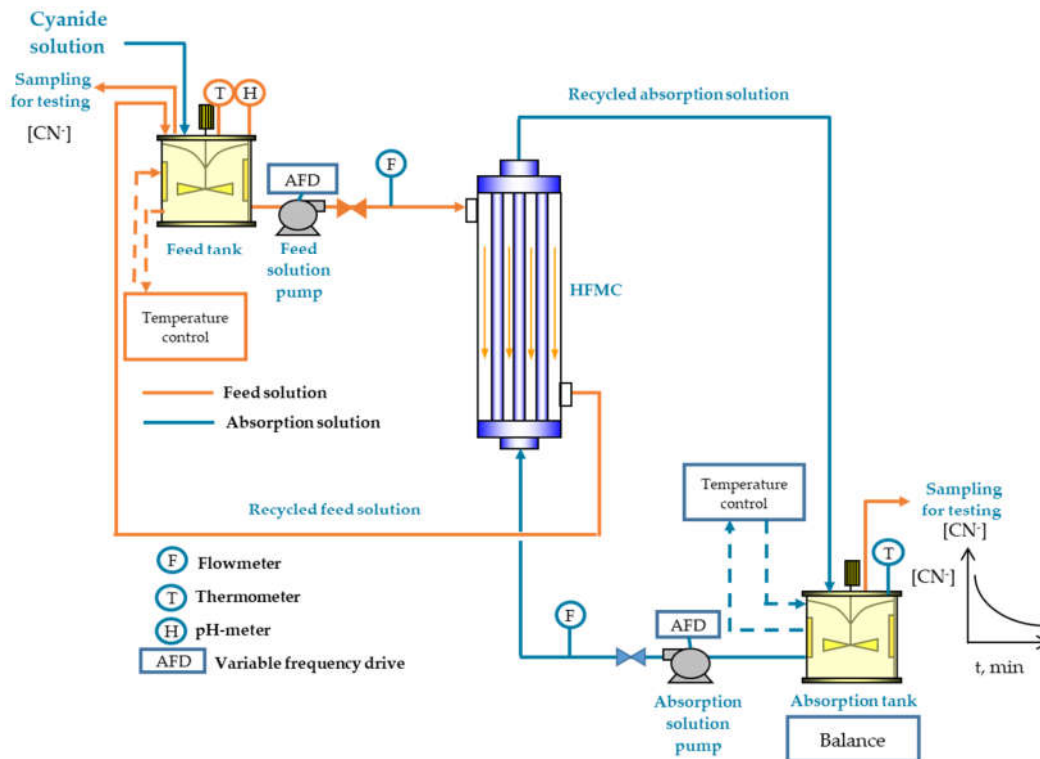 Cyanide
solution
Sampling
for testing
[CN-]
T
H
AFD
F
Feed tank
Feed
solution
pump
Temperature
control
Recycled absorption solution
HFMC
Feed solution
Absorption solution
Recycled feed solution
F Flowmeter
T Thermometer
H pH-meter
AFD Variable frequency drive
Temperature
control
Sampling
for testing
[CN-]
[CN-]
T
t, min
F
AFD
Absorption
solution
pump
Absorption tank
Balance